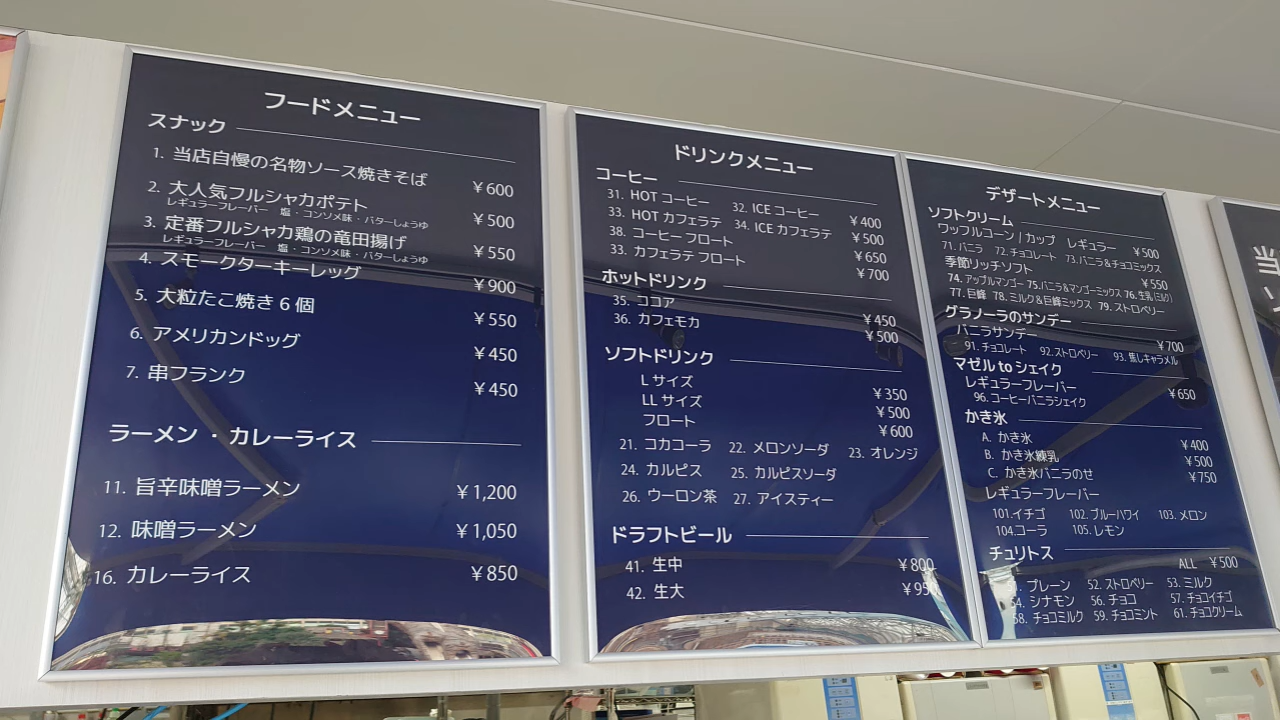 フードメニュー
スナック
1. 当店自慢の名物ソース焼きそば ￥600
2. 大人気フルシャカポテト ￥500
レギュラーフレーバー 塩・コンソメ味・バターしょうゆ
3. 定番フルシャカ鶏の竜田揚げ ￥550
レギュラーフレーバー 塩・コンソメ味・バターしょうゆ
4. スモークターキーレッグ ￥900
5. 大粒たこ焼き６個 ￥550
6. アメリカンドッグ ￥450
7. 串フランク ￥450
ラーメン ・ カレーライス
11. 旨辛味噌ラーメン ￥1,200
12. 味噌ラーメン ￥1,050
16. カレーライス ￥850
ドリンクメニュー
コーヒー
31. HOT コーヒー 32. ICE コーヒー ￥400
33. HOT カフェラテ 34. ICE カフェラテ ￥500
38. コーヒー フロート ￥650
33. カフェラテ フロート ￥700
ホットドリンク
35. ココア ￥450
36. カフェモカ ￥500
ソフトドリンク
L サイズ ￥350
LL サイズ ￥500
フロート ￥600
21. コカコーラ 22. メロンソーダ 23. オレンジ
24. カルピス 25. カルピスソーダ
26. ウーロン茶 27. アイスティー
ドラフトビール
41. 生中 ￥800
42. 生大 ￥950
デザートメニュー
ソフトクリーム
ワッフルコーン / カップ レギュラー ￥500
71. バニラ 72. チョコレート 73. バニラ＆チョコミックス
季節リッチソフト ￥550
74. アップルマンゴー 75. バニラ＆マンゴーミックス 76. 生乳(ミルク)
77. 巨峰 78. ミルク＆巨峰ミックス 79. ストロベリー
グラノーラのサンデー
バニラサンデー ￥700
91. チョコレート 92. ストロベリー 93. 焦しキャラメル
マゼル to シェイク
レギュラーフレーバー ￥650
96. コーヒーバニラシェイク
かき氷
A. かき氷 ￥400
B. かき氷練乳 ￥500
C. かき氷バニラのせ ￥750
レギュラーフレーバー
101.イチゴ 102. ブルーハワイ 103. メロン
104.コーラ 105. レモン
チュリトス
ALL ￥500
プレーン 52. ストロベリー 53. ミルク
54. シナモン 56. チョコ 57. チョコイチゴ
58. チョコミルク 59. チョコミント 61. チョコクリーム
当